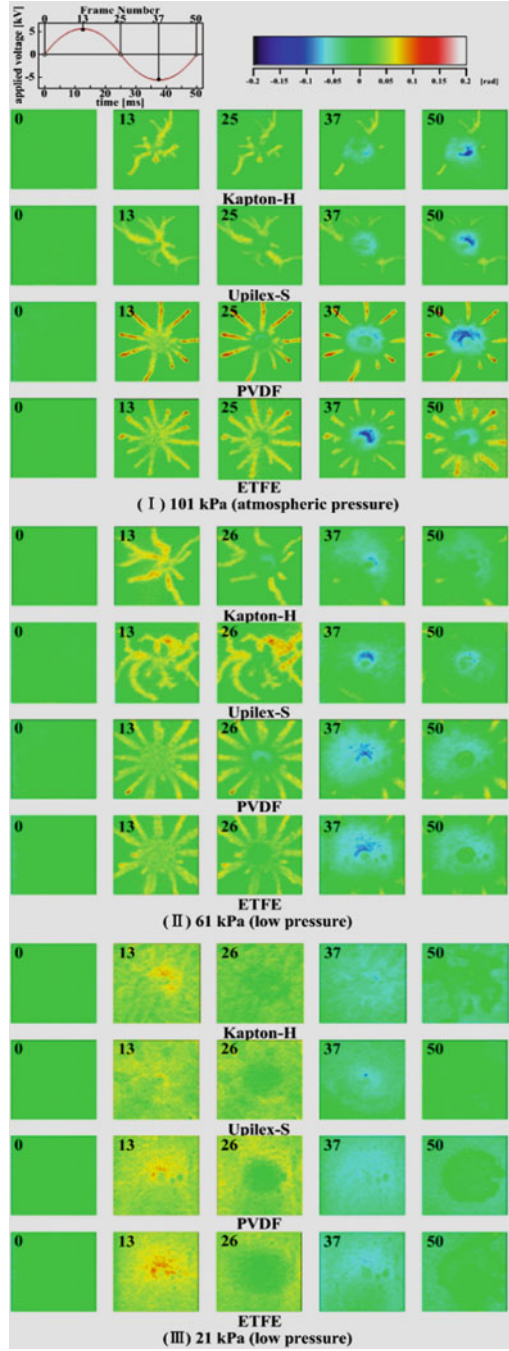 Frame Number
0 13 25 37 50
applied voltage [kV]
5
0
-5
0 10 20 30 40 50
time [ms]
-0.2 -0.15 -0.1 -0.05 0 0.05 0.1 0.15 0.2
[rad]
0 13 25 37 50
Kapton-H
0 13 25 37 50
Upilex-S
0 13 25 37 50
PVDF
0 13 25 37 50
ETFE
(Ⅰ) 101 kPa (atmospheric pressure)
0 13 26 37 50
Kapton-H
0 13 26 37 50
Upilex-S
0 13 26 37 50
PVDF
0 13 26 37 50
ETFE
(Ⅱ) 61 kPa (low pressure)
0 13 26 37 50
Kapton-H
0 13 26 37 50
Upilex-S
0 13 26 37 50
PVDF
0 13 26 37 50
ETFE
(Ⅲ) 21 kPa (low pressure)